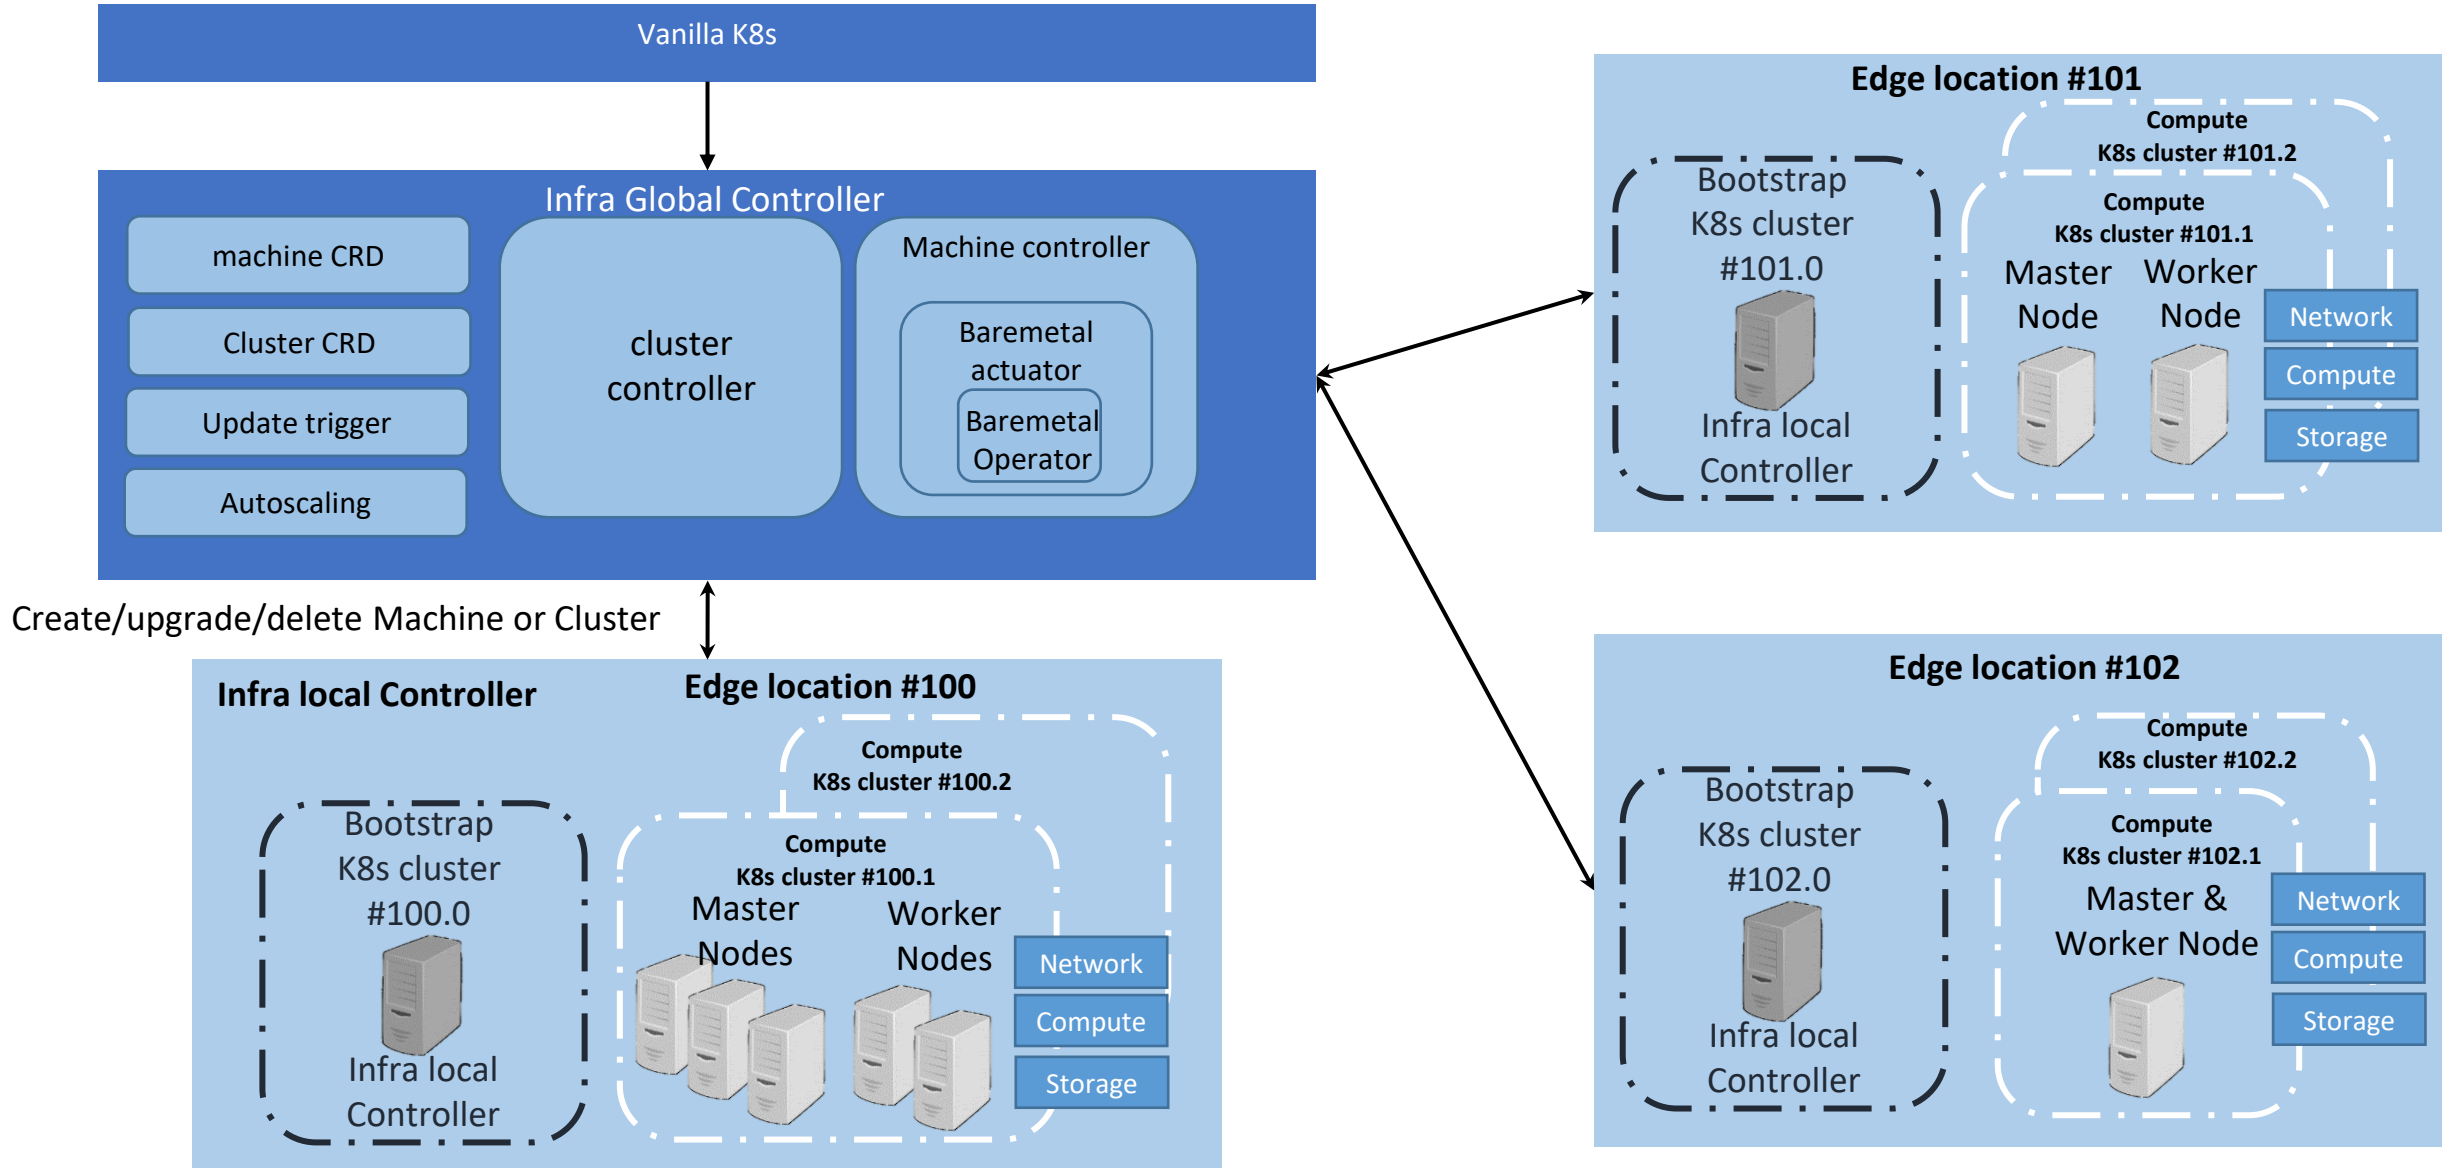 Vanilla K8s
Infra Global Controller
machine CRD
Cluster CRD
Update trigger
Autoscaling
cluster
controller
Machine controller
Baremetal
actuator
Baremetal
Operator
Create/upgrade/delete Machine or Cluster
Infra local Controller
Edge location #100
Compute
K8s cluster #100.2
Compute
K8s cluster #100.1
Bootstrap
K8s cluster
#100.0
Infra local
Controller
Master
Nodes
Worker
Nodes
Network
Compute
Storage
Edge location #101
Compute
K8s cluster #101.2
Compute
K8s cluster #101.1
Bootstrap
K8s cluster
#101.0
Infra local
Controller
Master
Node
Worker
Node
Network
Compute
Storage
Edge location #102
Compute
K8s cluster #102.2
Compute
K8s cluster #102.1
Bootstrap
K8s cluster
#102.0
Infra local
Controller
Master &
Worker Node
Network
Compute
Storage